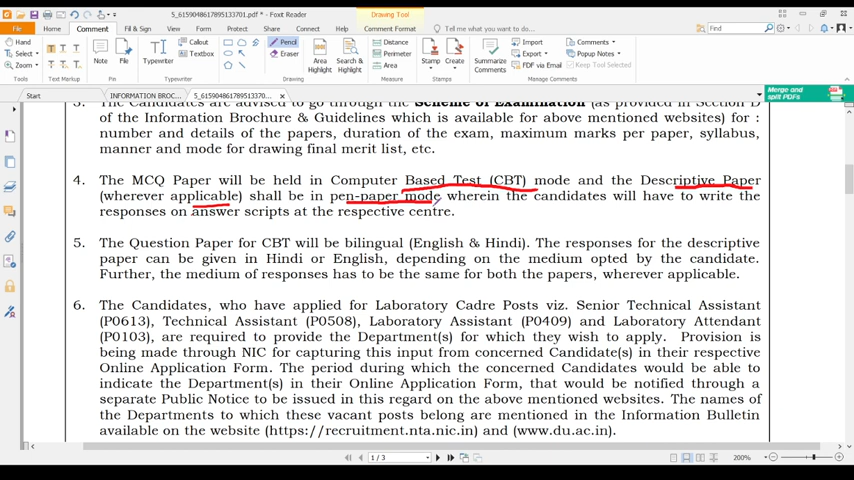 5_6159048617895133701.pdf * - Foxit Reader
Drawing Tool
File
Home
Comment
View
Form
Protect
Share
Connect
Help
Comment Format
Tell me what you want to do...
Find
Hand
Select
Zoom
Text Markup
Note
File
Pin
Typewriter
Callout
Textbox
Typewriter
Pencil
Eraser
Drawing
Area Highlight
Search & Highlight
Distance
Perimeter
Area
Measure
Stamp
Create
Stamps
Summarize Comments
Import
Export
FDF via Email
Comments
Popup Notes
Keep Tool Selected
Manage Comments
Start
INFORMATION BROC...
5_615904861789513370...
Merge and
split PDFs
3. The Candidates are advised to go through the Scheme of Examination (as provided in Section D
of the Information Brochure & Guidelines which is available for above mentioned websites) for :
number and details of the papers, duration of the exam, maximum marks per paper, syllabus,
manner and mode for drawing final merit list, etc.
4. The MCQ Paper will be held in Computer Based Test (CBT) mode and the Descriptive Paper
(wherever applicable) shall be in pen-paper mode wherein the candidates will have to write the
responses on answer scripts at the respective centre.
5. The Question Paper for CBT will be bilingual (English & Hindi). The responses for the descriptive
paper can be given in Hindi or English, depending on the medium opted by the candidate.
Further, the medium of responses has to be the same for both the papers, wherever applicable.
6. The Candidates, who have applied for Laboratory Cadre Posts viz. Senior Technical Assistant
(P0613), Technical Assistant (P0508), Laboratory Assistant (P0409) and Laboratory Attendant
(P0103), are required to provide the Department(s) for which they wish to apply. Provision is
being made through NIC for capturing this input from concerned Candidate(s) in their respective
Online Application Form. The period during which the concerned Candidates would be able to
indicate the Department(s) in their Online Application Form, that would be notified through a
separate Public Notice to be issued in this regard on the above mentioned websites. The names of
the Departments to which these vacant posts belong are mentioned in the Information Bulletin
available on the website (https://recruitment.nta.nic.in) and (www.du.ac.in).
1 / 3
200%